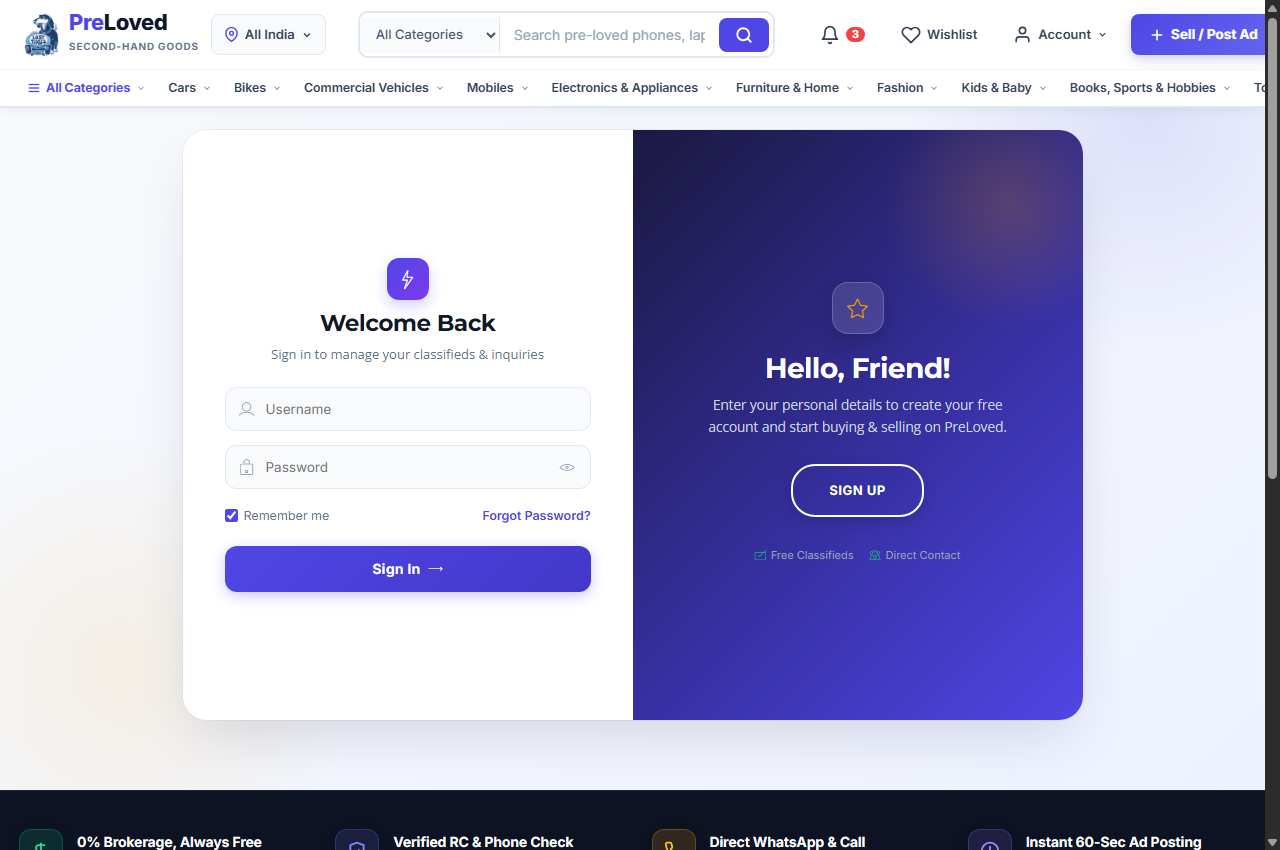 PreLoved
SECOND-HAND GOODS
All India
All Categories
Search pre-loved phones, lap
3
Wishlist
Account
Sell / Post Ad
All Categories
Cars
Bikes
Commercial Vehicles
Mobiles
Electronics & Appliances
Furniture & Home
Fashion
Kids & Baby
Books, Sports & Hobbies
Welcome Back
Sign in to manage your classifieds & inquiries
Username
Password
Remember me
Forgot Password?
Sign In →
Hello, Friend!
Enter your personal details to create your free
account and start buying & selling on PreLoved.
SIGN UP
Free Classifieds
Direct Contact
0% Brokerage, Always Free
Verified RC & Phone Check
Direct WhatsApp & Call
Instant 60-Sec Ad Posting